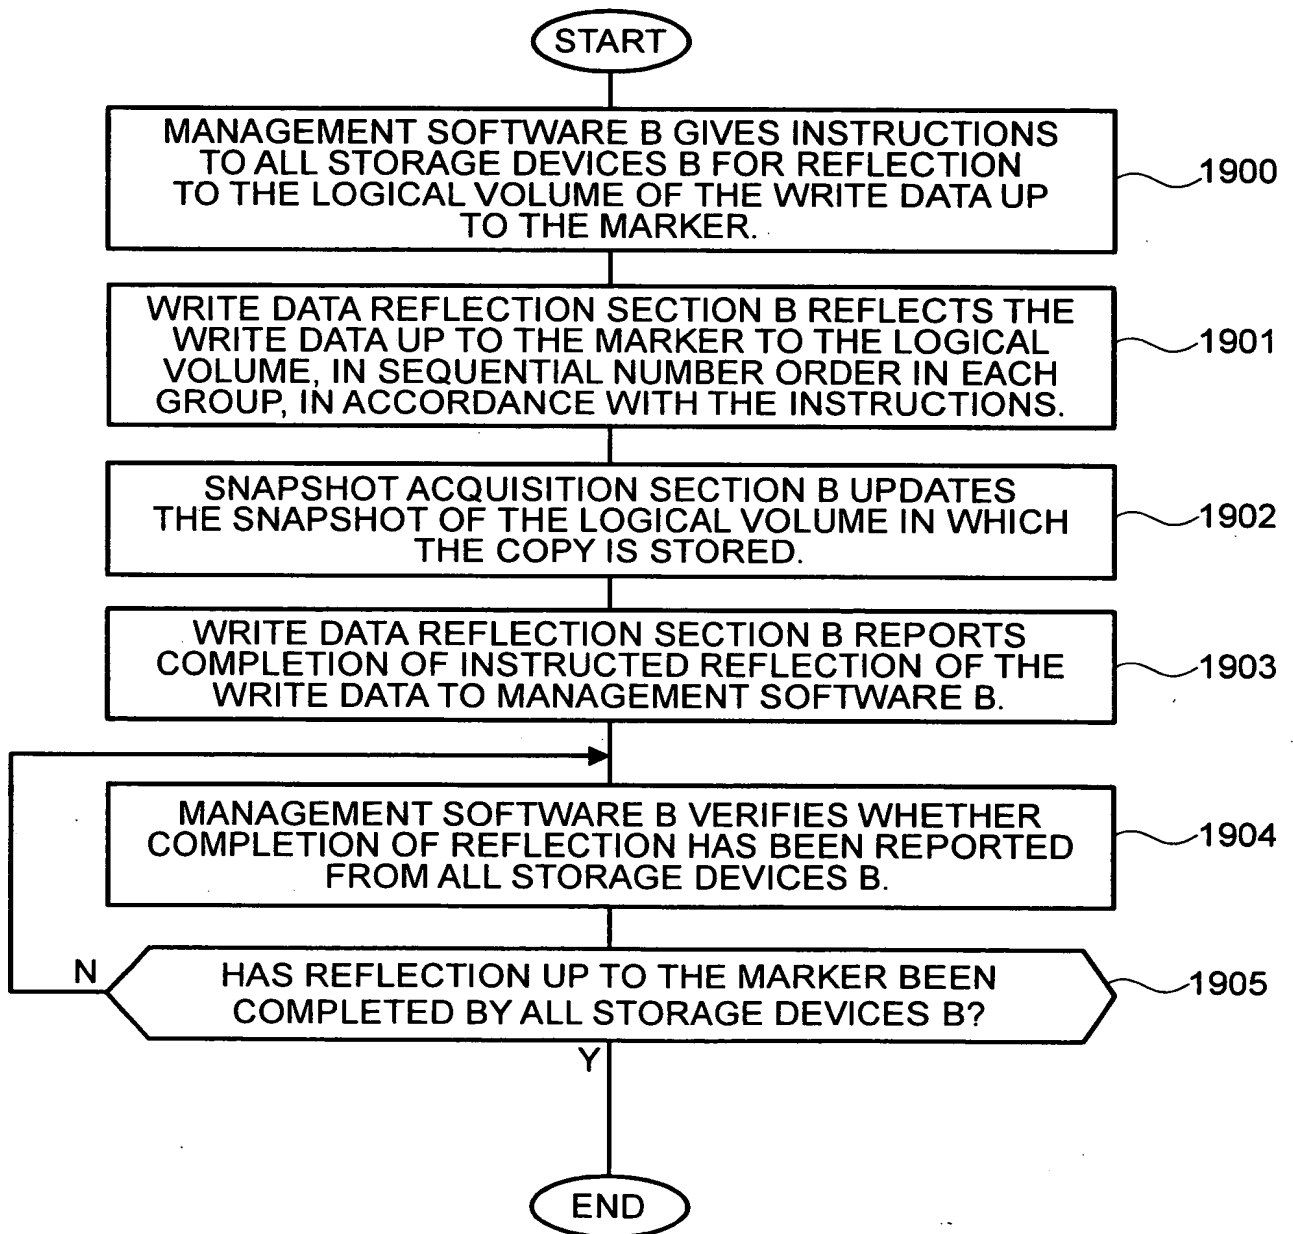 START
MANAGEMENT SOFTWARE B GIVES INSTRUCTIONS
TO ALL STORAGE DEVICES B FOR REFLECTION
TO THE LOGICAL VOLUME OF THE WRITE DATA UP
TO THE MARKER.
1900
WRITE DATA REFLECTION SECTION B REFLECTS THE
WRITE DATA UP TO THE MARKER TO THE LOGICAL
VOLUME, IN SEQUENTIAL NUMBER ORDER IN EACH
GROUP, IN ACCORDANCE WITH THE INSTRUCTIONS.
1901
SNAPSHOT ACQUISITION SECTION B UPDATES
THE SNAPSHOT OF THE LOGICAL VOLUME IN WHICH
THE COPY IS STORED.
1902
WRITE DATA REFLECTION SECTION B REPORTS
COMPLETION OF INSTRUCTED REFLECTION OF THE
WRITE DATA TO MANAGEMENT SOFTWARE B.
1903
MANAGEMENT SOFTWARE B VERIFIES WHETHER
COMPLETION OF REFLECTION HAS BEEN REPORTED
FROM ALL STORAGE DEVICES B.
1904
N
HAS REFLECTION UP TO THE MARKER BEEN
COMPLETED BY ALL STORAGE DEVICES B?
1905
Y
END